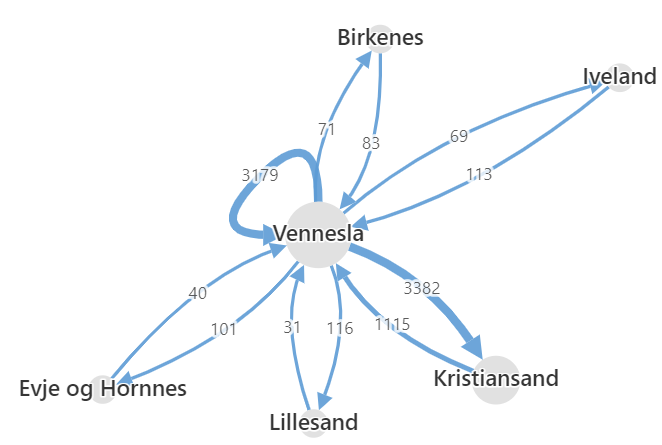 Birkenes
Iveland
71
83
69
3179
113
Vennesla
3382
40
101
31
116
1115
Kristiansand
Evje og Hornnes
Lillesand